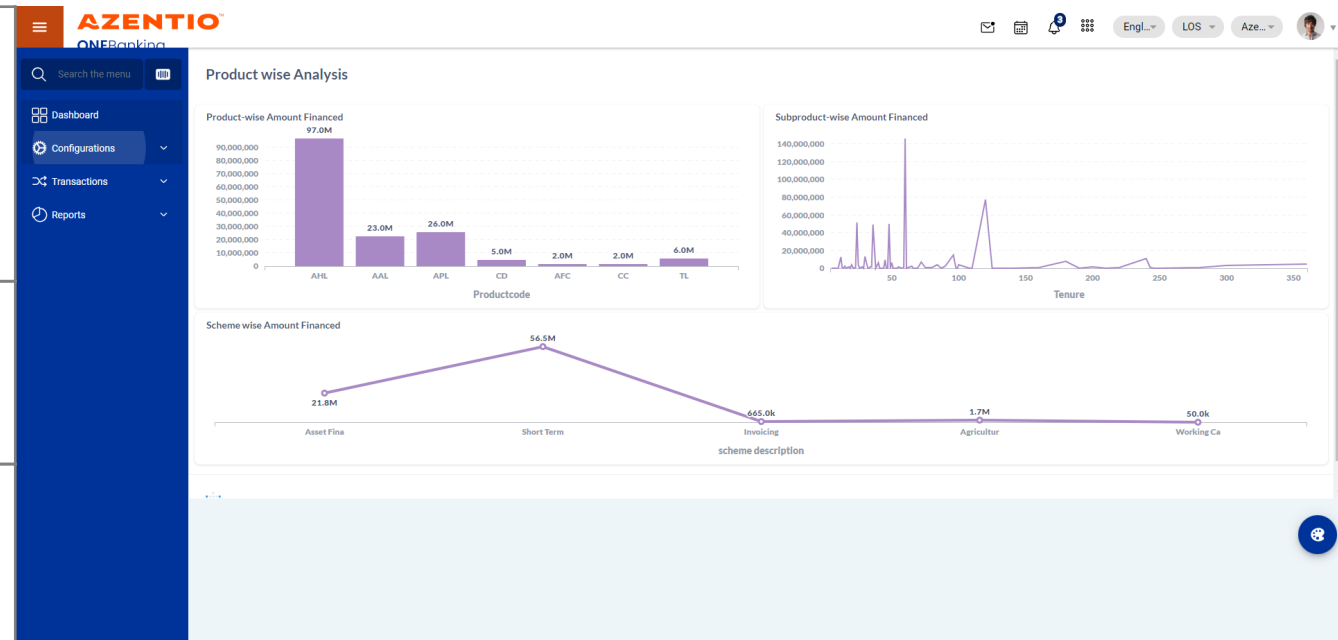 AZENTIO
ONEBanking
3
Engl...
LOS
Aze...
Search the menu
Dashboard
Configurations
Transactions
Reports
Product wise Analysis
Product-wise Amount Financed
97.0M
90,000,000
80,000,000
70,000,000
60,000,000
50,000,000
40,000,000
30,000,000
20,000,000
10,000,000
0
23.0M
26.0M
5.0M
2.0M
2.0M
6.0M
AHL AAL APL CD AFC CC TL
Productcode
Subproduct-wise Amount Financed
140,000,000
120,000,000
100,000,000
80,000,000
60,000,000
40,000,000
20,000,000
0
50 100 150 200 250 300 350
Tenure
Scheme wise Amount Financed
56.5M
21.8M
665.0k
1.7M
50.0k
Asset Fina Short Term Invoicing Agricultur Working Ca
scheme description